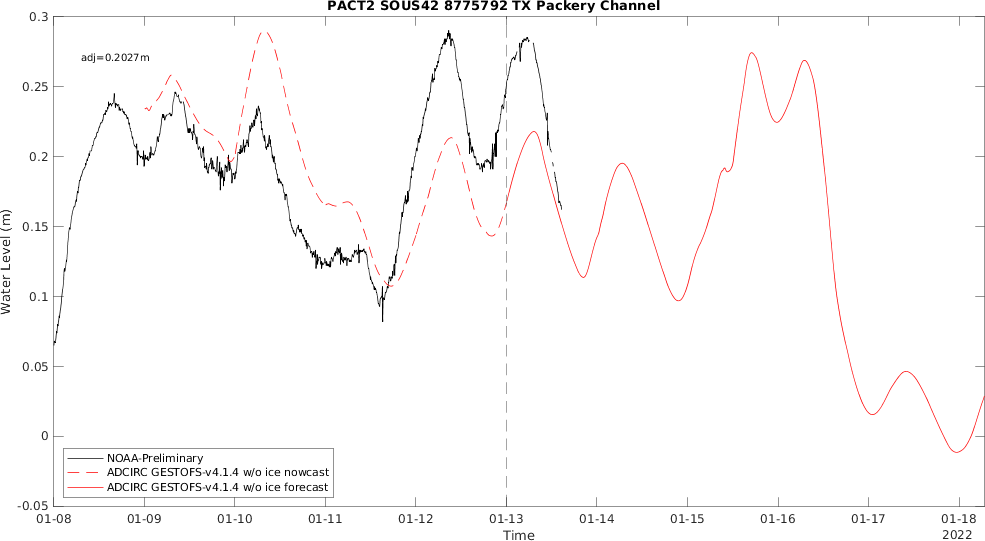 PACT2 SOUS42 8775792 TX Packery Channel
adj=0.2027m
0.3
0.25
0.2
0.15
0.1
0.05
0
-0.05
Water Level (m)
NOAA-Preliminary
ADCIRC GESTOFS-v4.1.4 w/o ice nowcast
ADCIRC GESTOFS-v4.1.4 w/o ice forecast
01-08 01-09 01-10 01-11 01-12 01-13 01-14 01-15 01-16 01-17 01-18
Time
2022